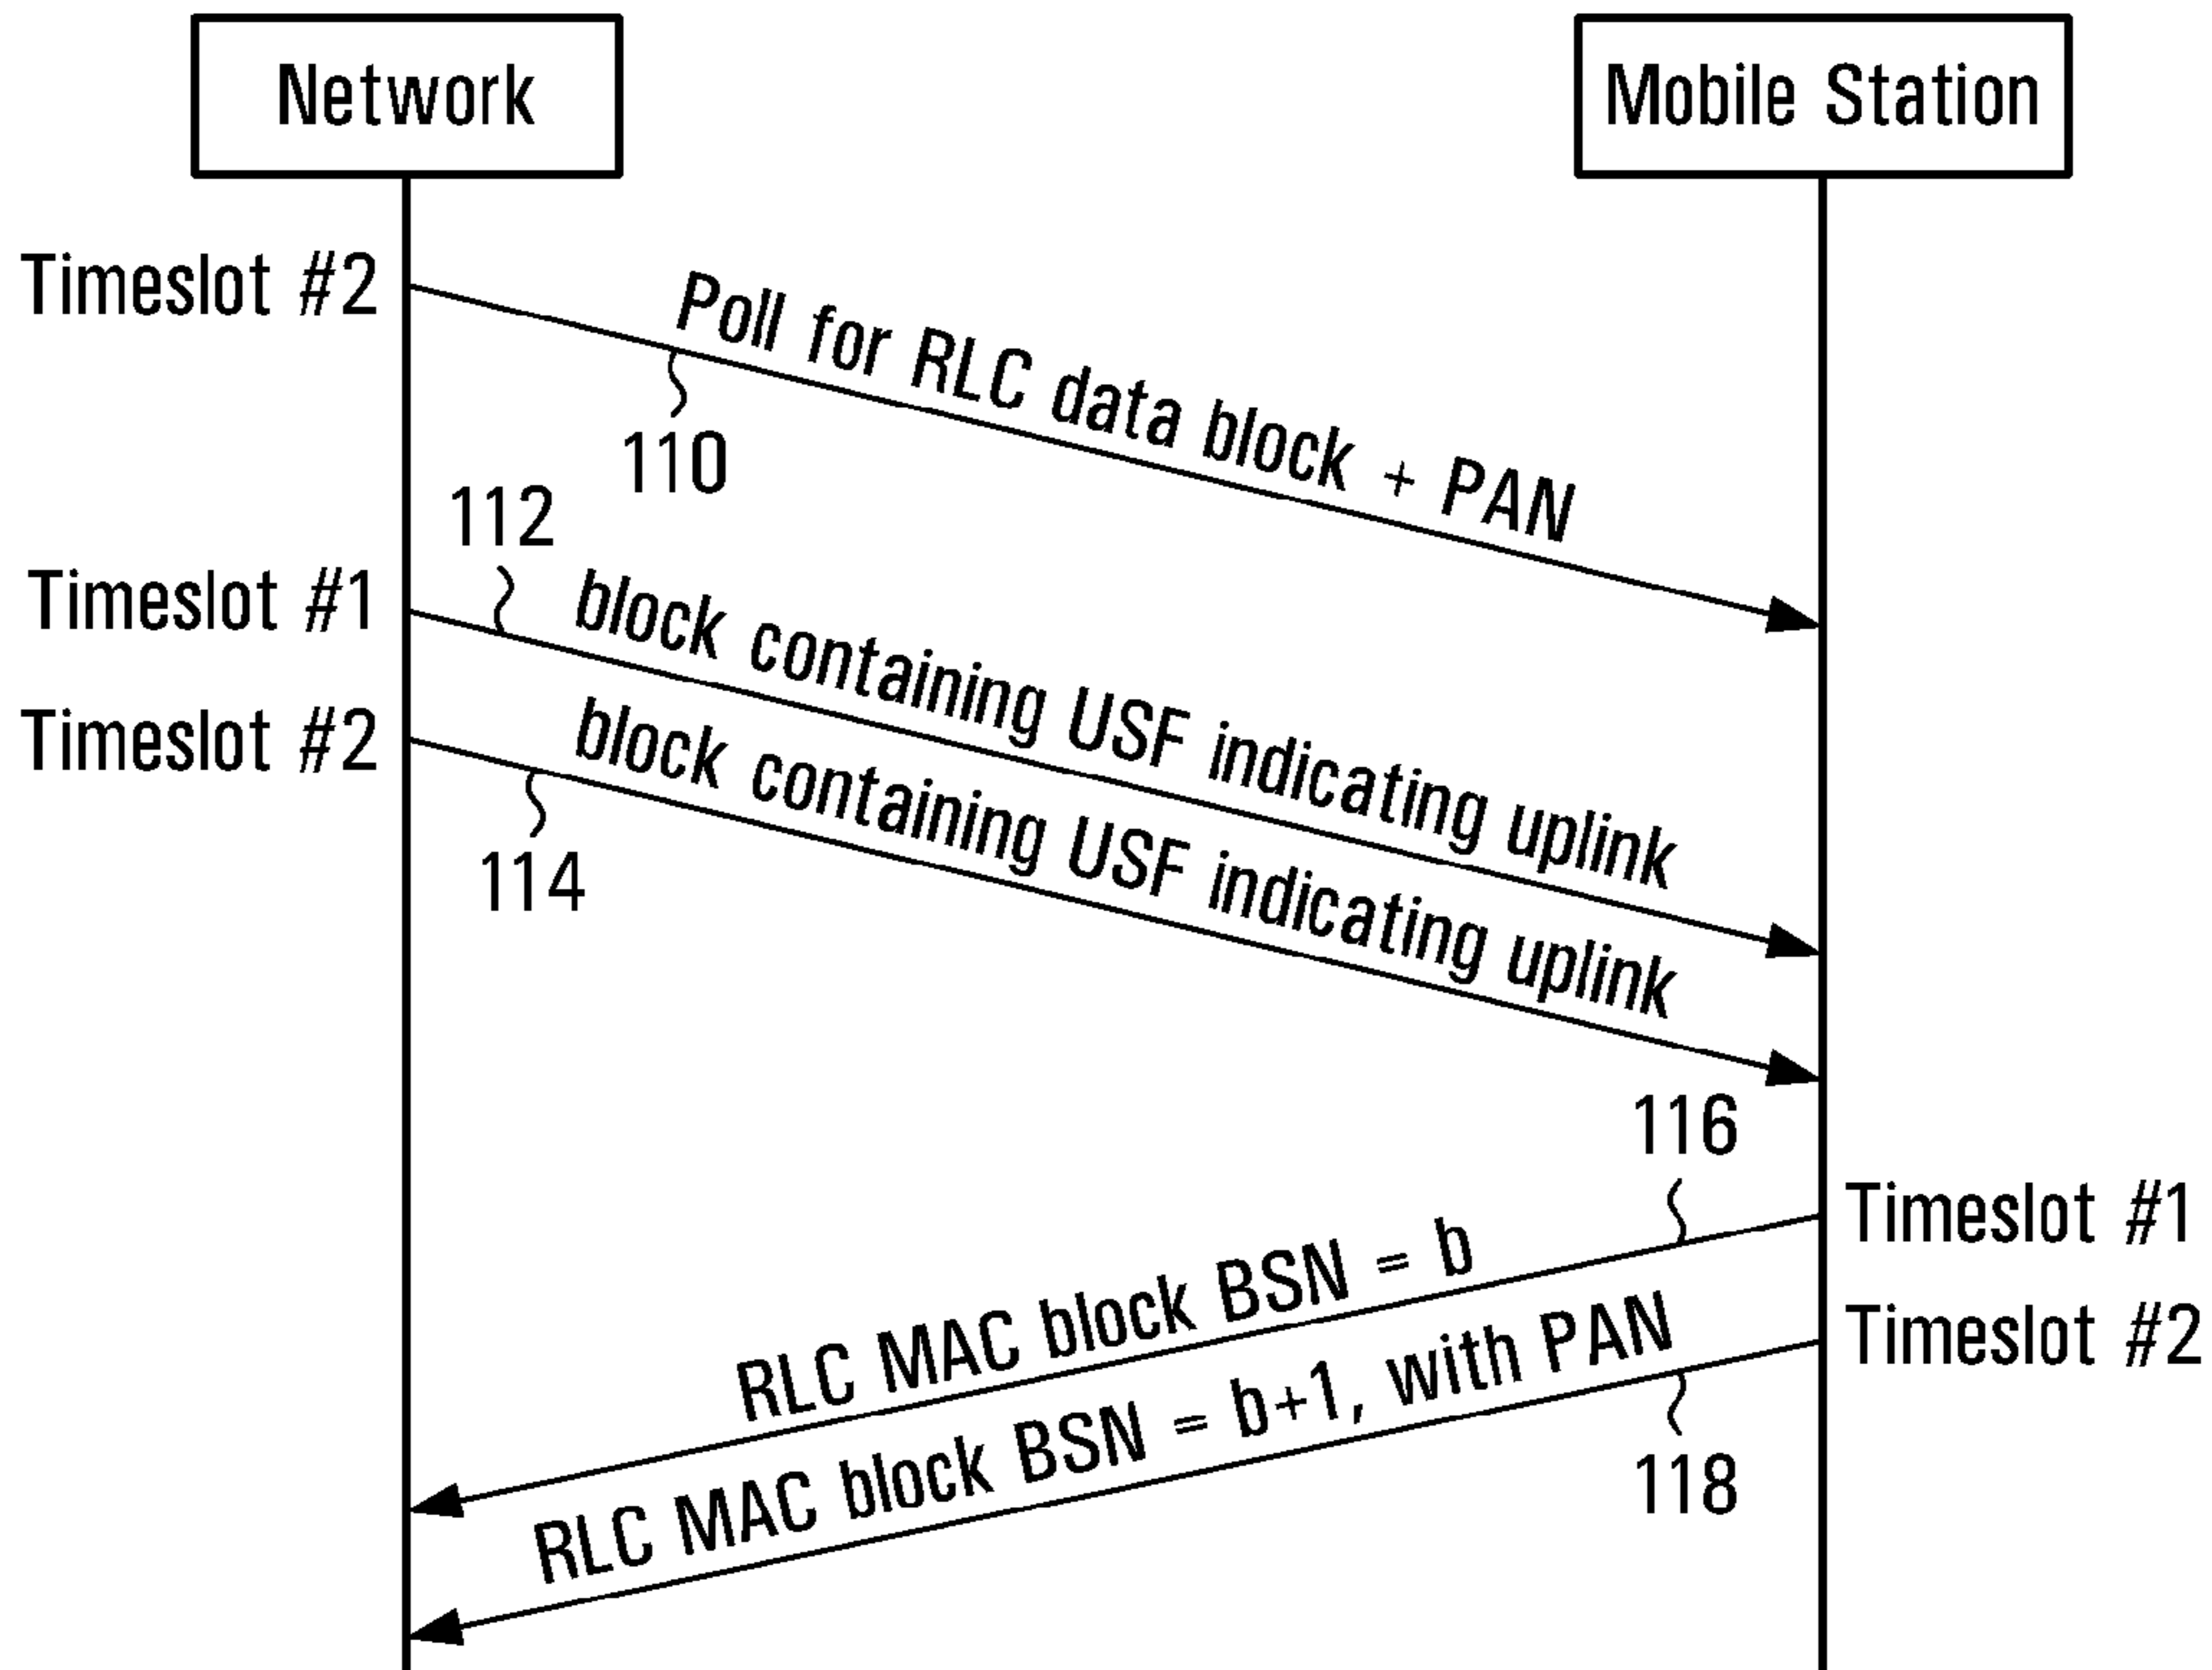 Network
Mobile Station
Timeslot #2
Poll for RLC data block + PAN
110
112
Timeslot #1
block containing USF indicating uplink
Timeslot #2
block containing USF indicating uplink
114
116
Timeslot #1
RLC MAC block BSN = b
Timeslot #2
RLC MAC block BSN = b+1, with PAN
118